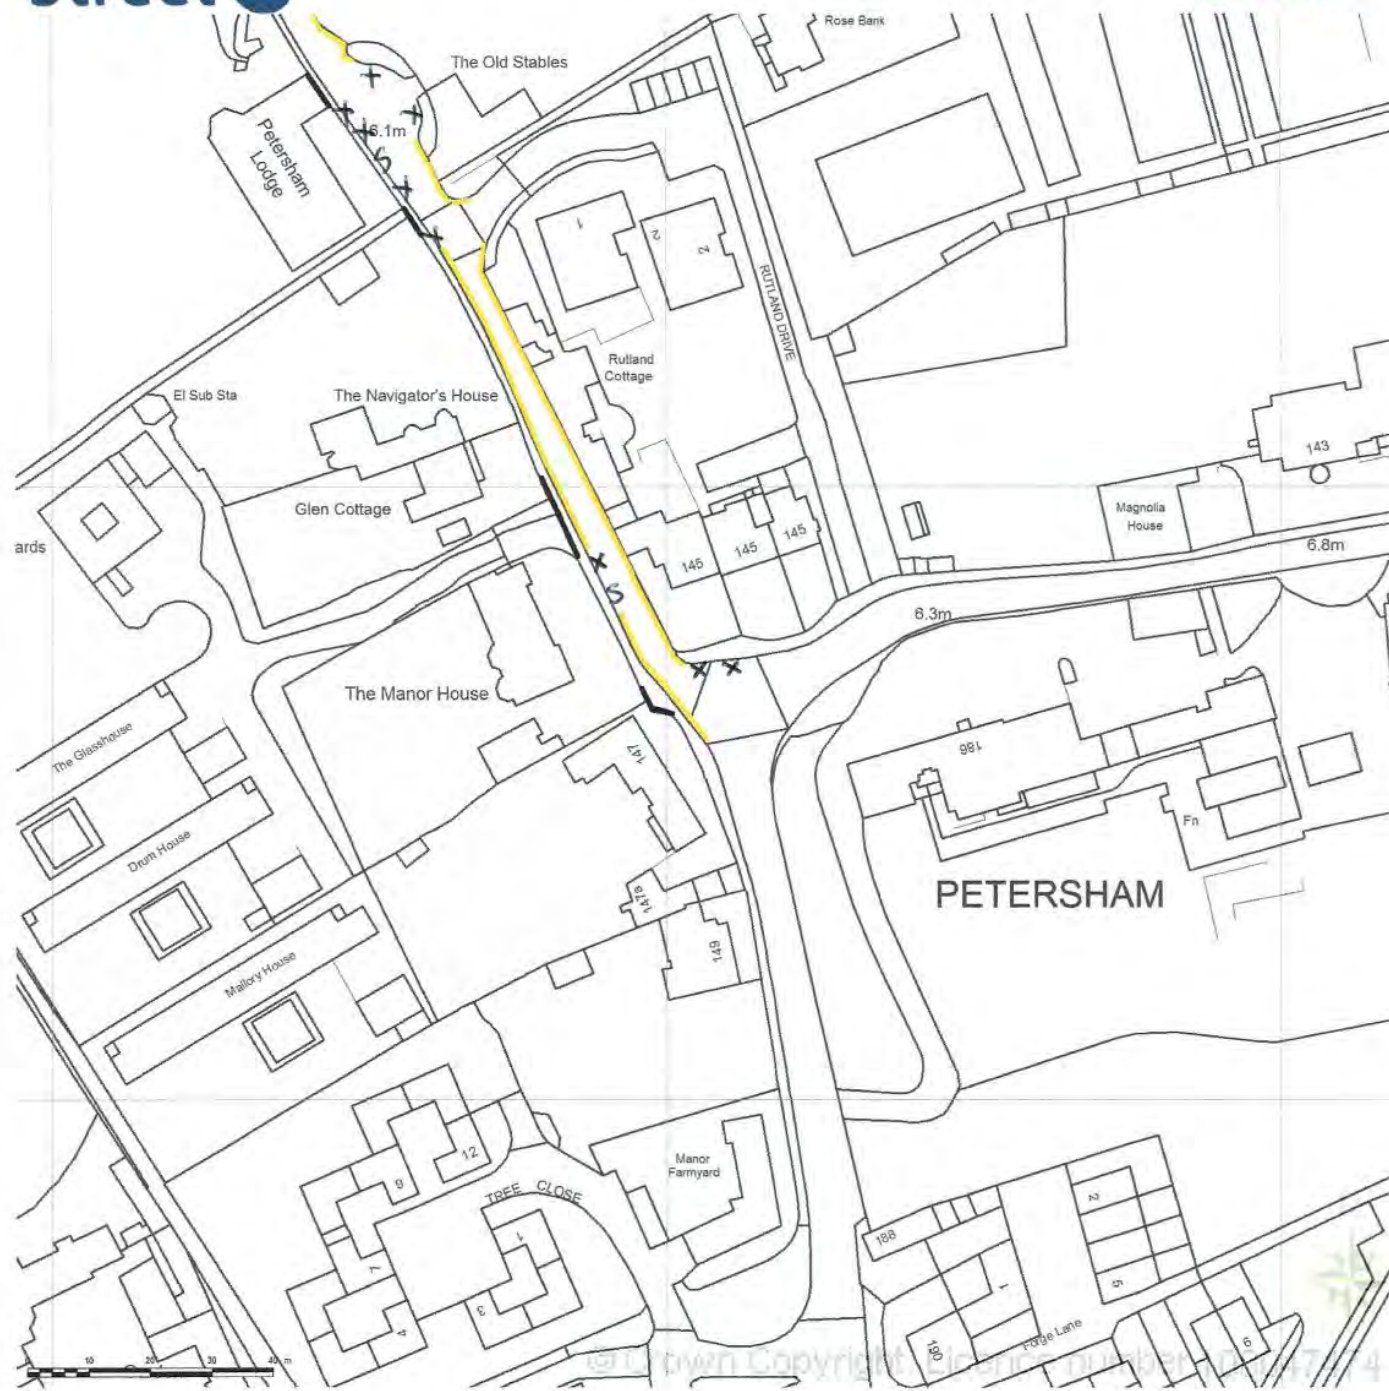 Rose Bank
The Old Stables
6.1m
S
Petersham
Lodge
1
2
2
RUTLAND DRIVE
Rutland
Cottage
El Sub Sta
The Navigator's House
143
Glen Cottage
Magnolia
House
ards
145
145
145
6.8m
S
6.3m
The Manor House
The Glasshouse
147
186
Drum House
Fn
PETERSHAM
147a
149
Mallory House
12
Manor
Farmyard
TREE CLOSE
1
7
3
4
188
2
1
5
190
Forge Lane
10
20
30
40 m
© Crown Copyright